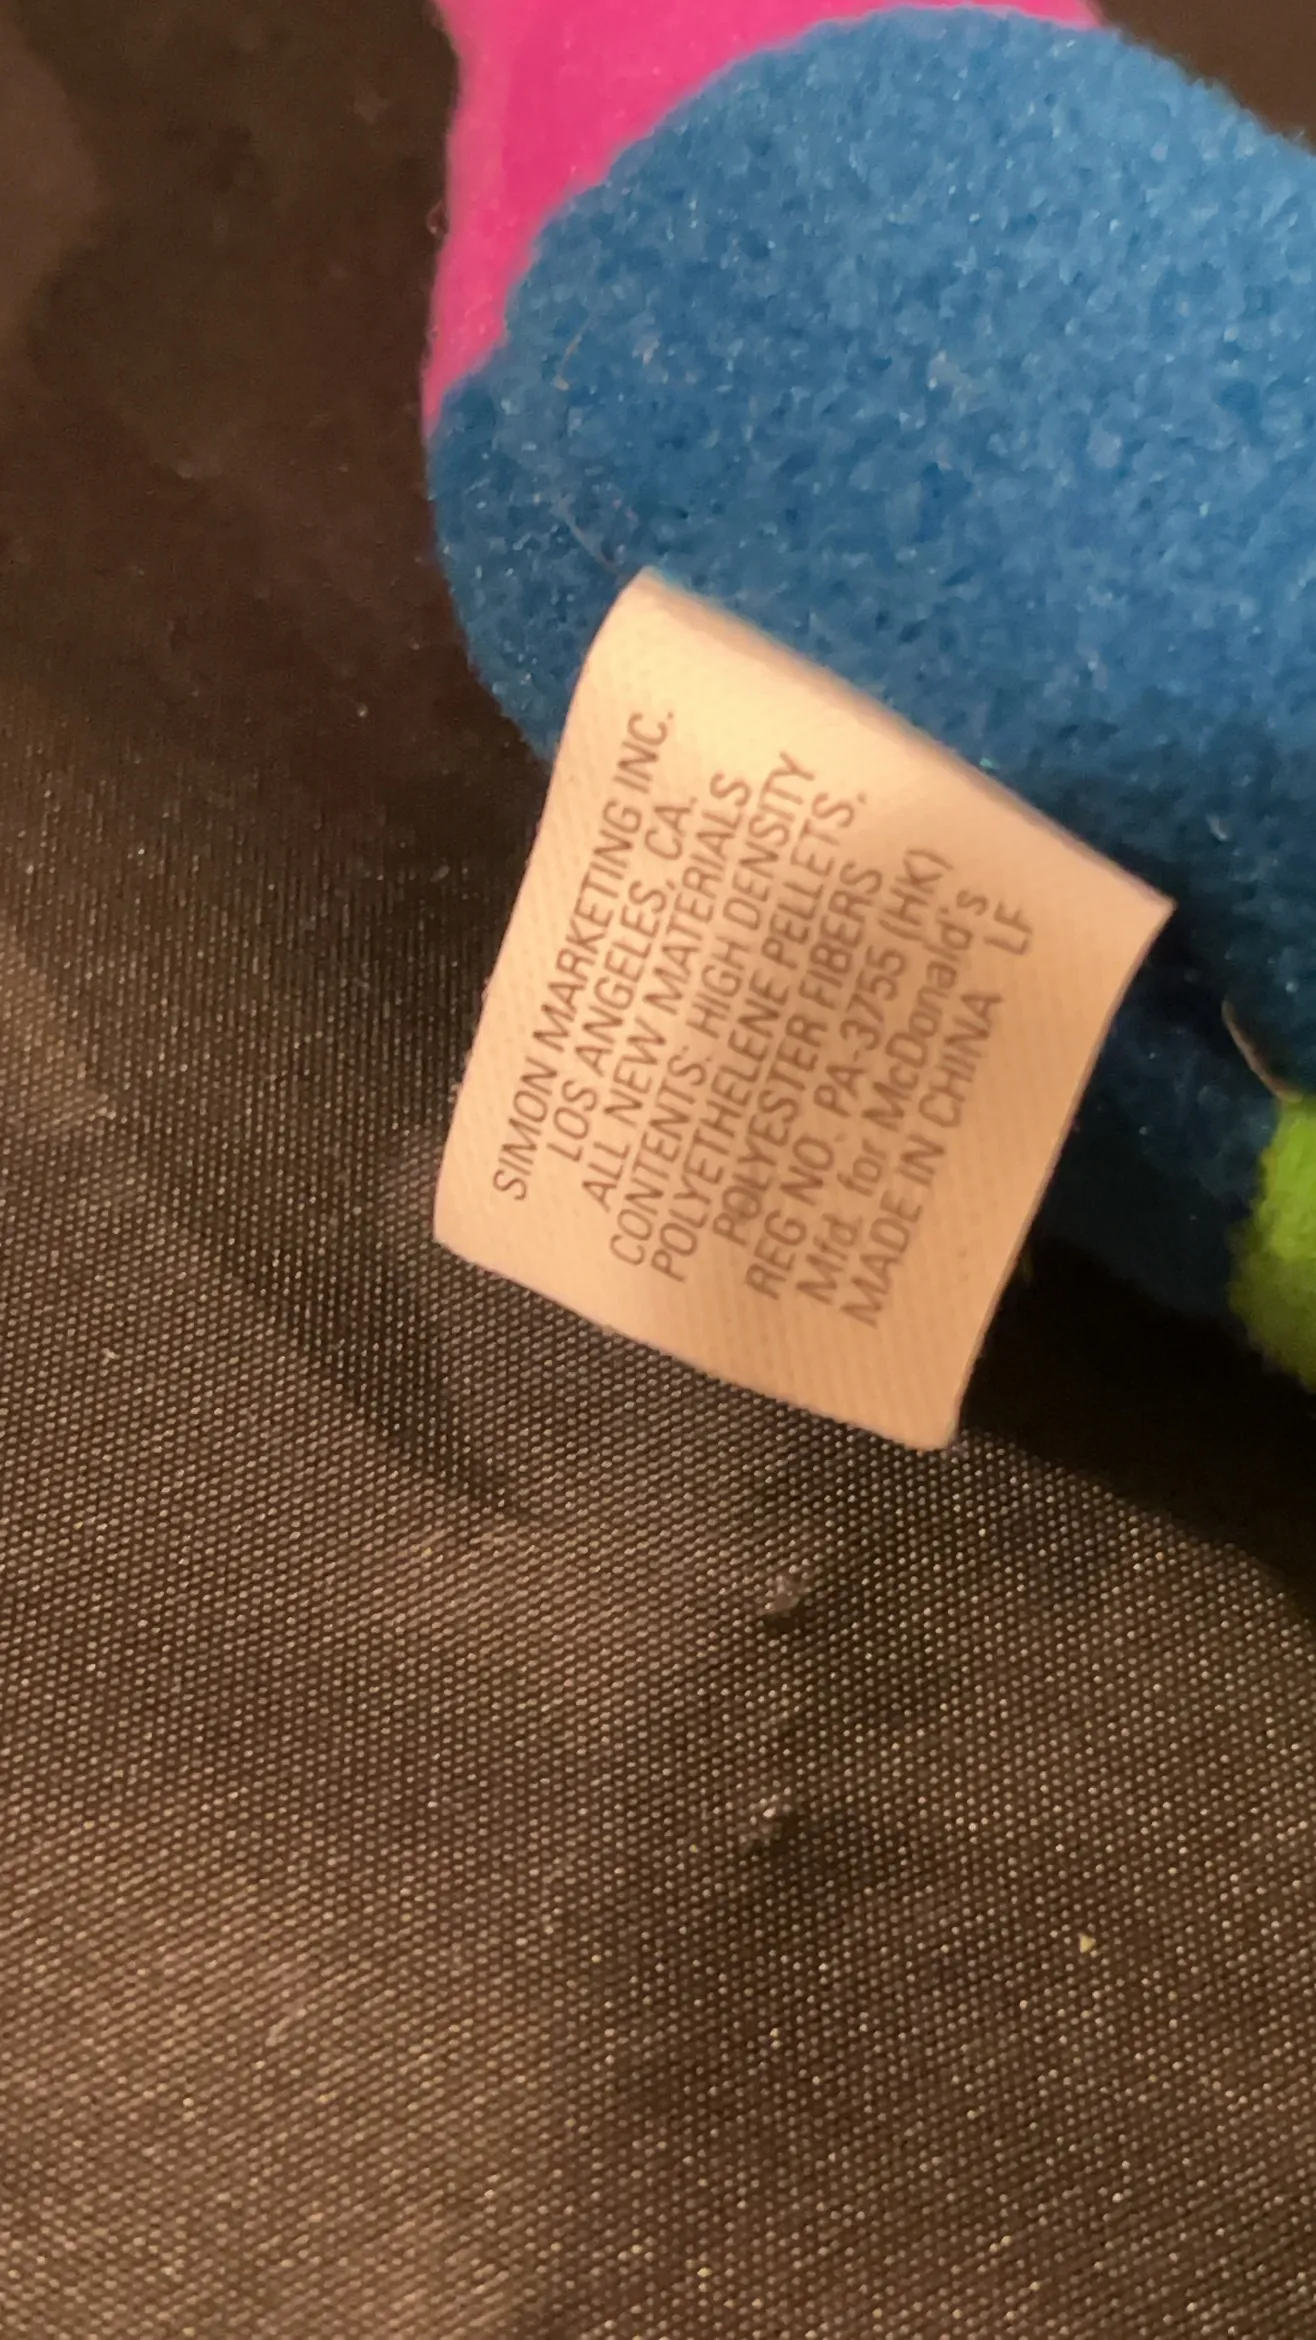 SIMON MARKETING INC.
LOS ANGELES, CA.
ALL NEW MATERIALS
CONTENTS: HIGH DENSITY
POLYETHELENE PELLETS.
POLYESTER FIBERS
REG NO. PA-3755 (HK)
Mfd. for McDonald's
MADE IN CHINA LF